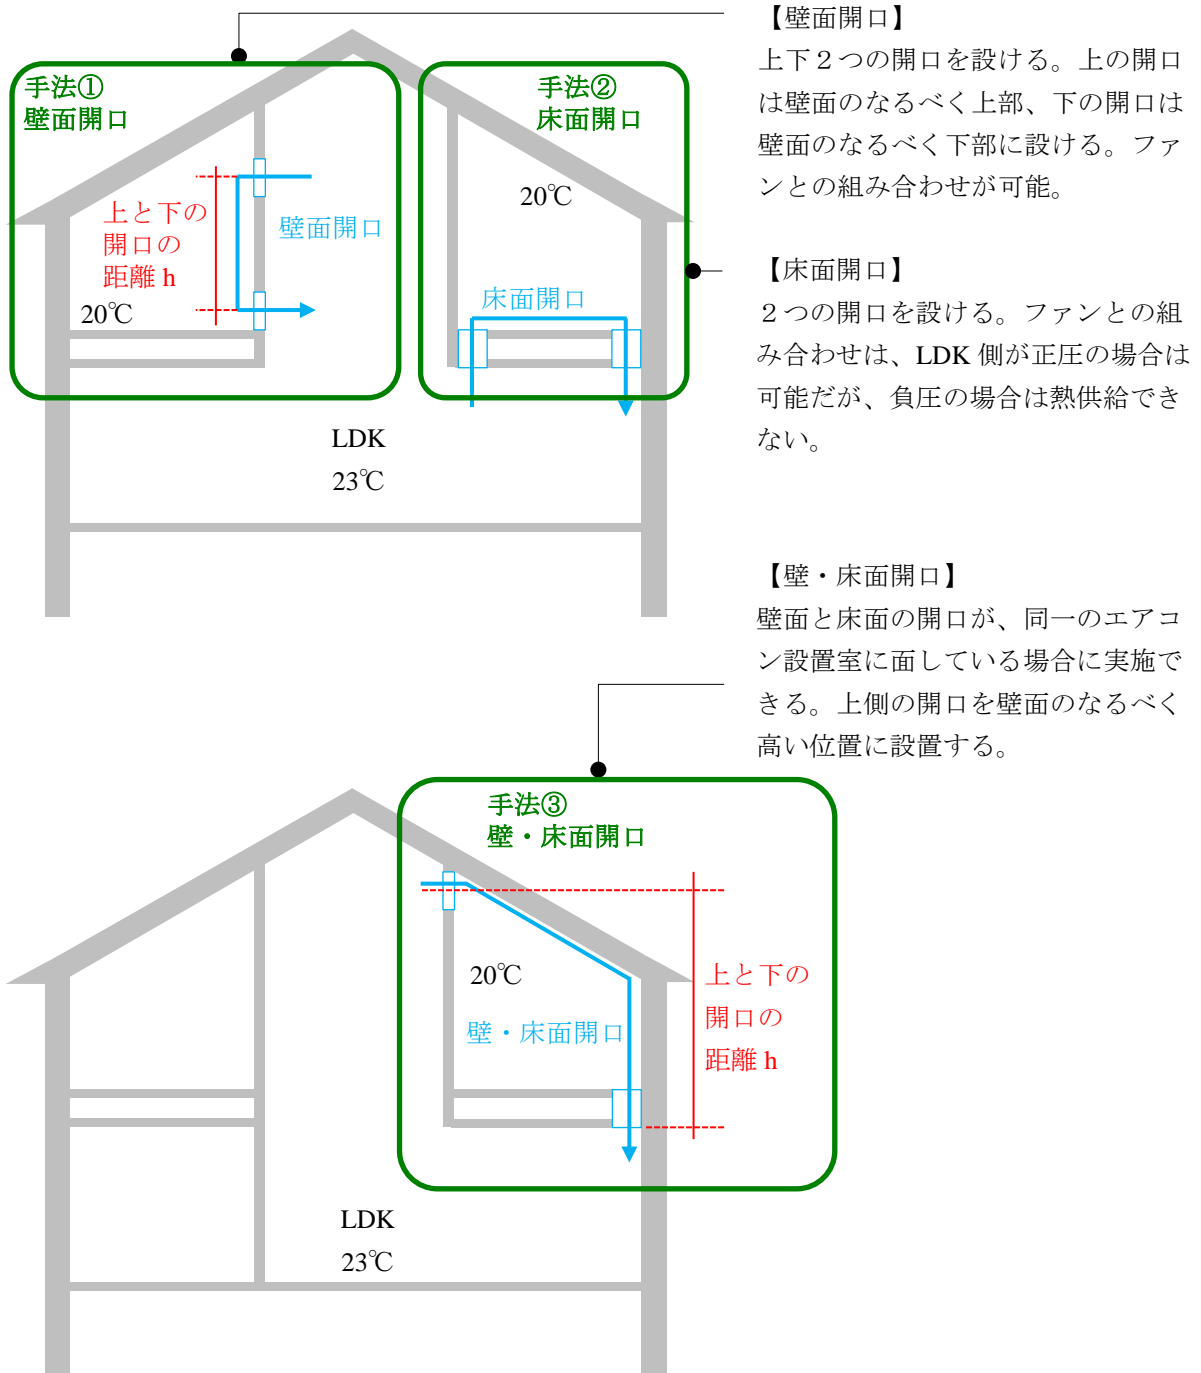 【壁面開口】
上下２つの開口を設ける。上の開口
は壁面のなるべく上部、下の開口は
壁面のなるべく下部に設ける。ファ
ンとの組み合わせが可能。
手法①
壁面開口
手法②
床面開口
20℃
上と下の
開口の
距離 h
壁面開口
20℃
床面開口
LDK
23℃
【床面開口】
２つの開口を設ける。ファンとの組
み合わせは、LDK 側が正圧の場合は
可能だが、負圧の場合は熱供給でき
ない。
【壁・床面開口】
壁面と床面の開口が、同一のエアコ
ン設置室に面している場合に実施で
きる。上側の開口を壁面のなるべく
高い位置に設置する。
手法③
壁・床面開口
20℃
壁・床面開口
上と下の
開口の
距離 h
LDK
23℃